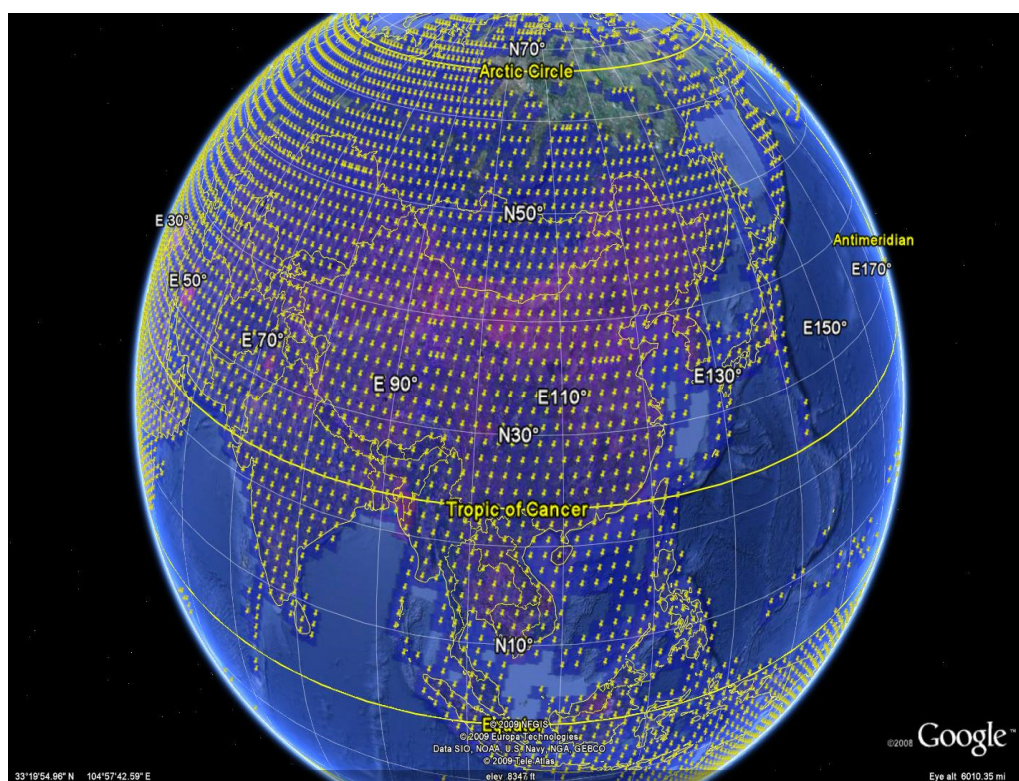 N70°
Arctic Circle
N50°
E 30°
Antimeridian
E170°
E 50°
E150°
E 70°
E130°
E 90°
E110°
N30°
Tropic of Cancer
N10°
© 2009 NFGIS
© 2009 Europa Technologies
Data SIO, NOAA, U.S. Navy, NGA, GEBCO
© 2009 Tele Atlas
©2008 Google™
33°19'54.96" N 104°57'42.59" E
elev 8347 ft
Eye alt 6010.35 mi